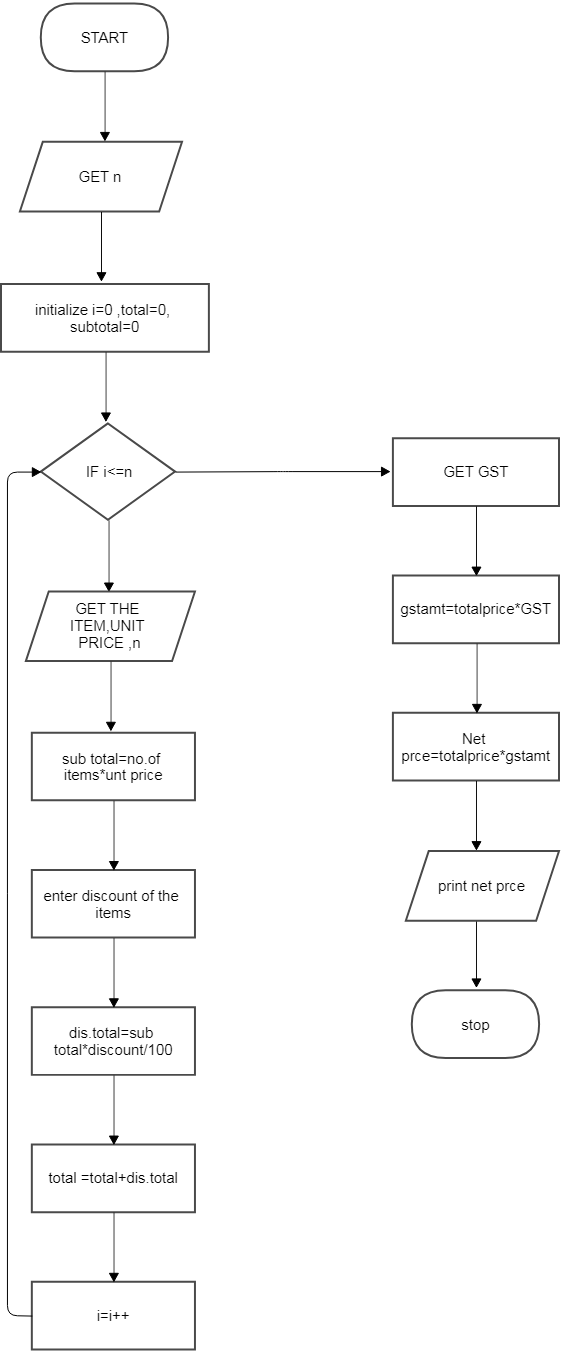 START
GET n
initialize i=0 ,total=0,
subtotal=0
IF i<=n
GET THE
ITEM,UNIT
PRICE ,n
sub total=no.of
items*unt price
enter discount of the
items
dis.total=sub
total*discount/100
total =total+dis.total
i=i++
GET GST
gstamt=totalprice*GST
Net
prce=totalprice*gstamt
print net prce
stop